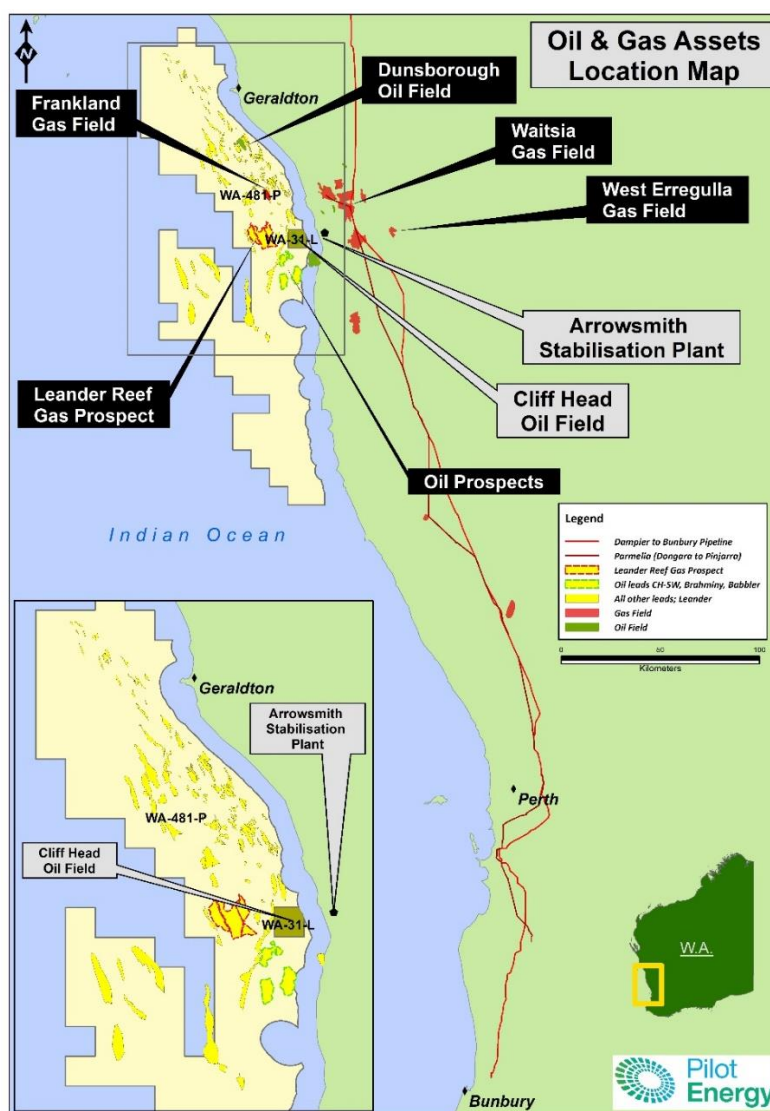 Oil & Gas Assets
Location Map
N
Dunsborough
Oil Field
Geraldton
Frankland
Gas Field
Waitsia
Gas Field
West Erregulla
Gas Field
WA-481-P
WA-31-L
Arrowsmith
Stabilisation Plant
Leander Reef
Gas Prospect
Cliff Head
Oil Field
Oil Prospects
Indian Ocean
Legend
Dampier to Bunbury Pipeline
Parmelia (Dongara to Pinjarra)
Leander Reef Gas Prospect
Oil leads CH-SW, Brahminy, Babbler
All other leads; Leander
Gas Field
Oil Field
0 50 100
Kilometers
Geraldton
Arrowsmith
Stabilisation
Plant
WA-481-P
Cliff Head
Oil Field
WA-31-L
Perth
W.A.
Bunbury
Pilot
Energy